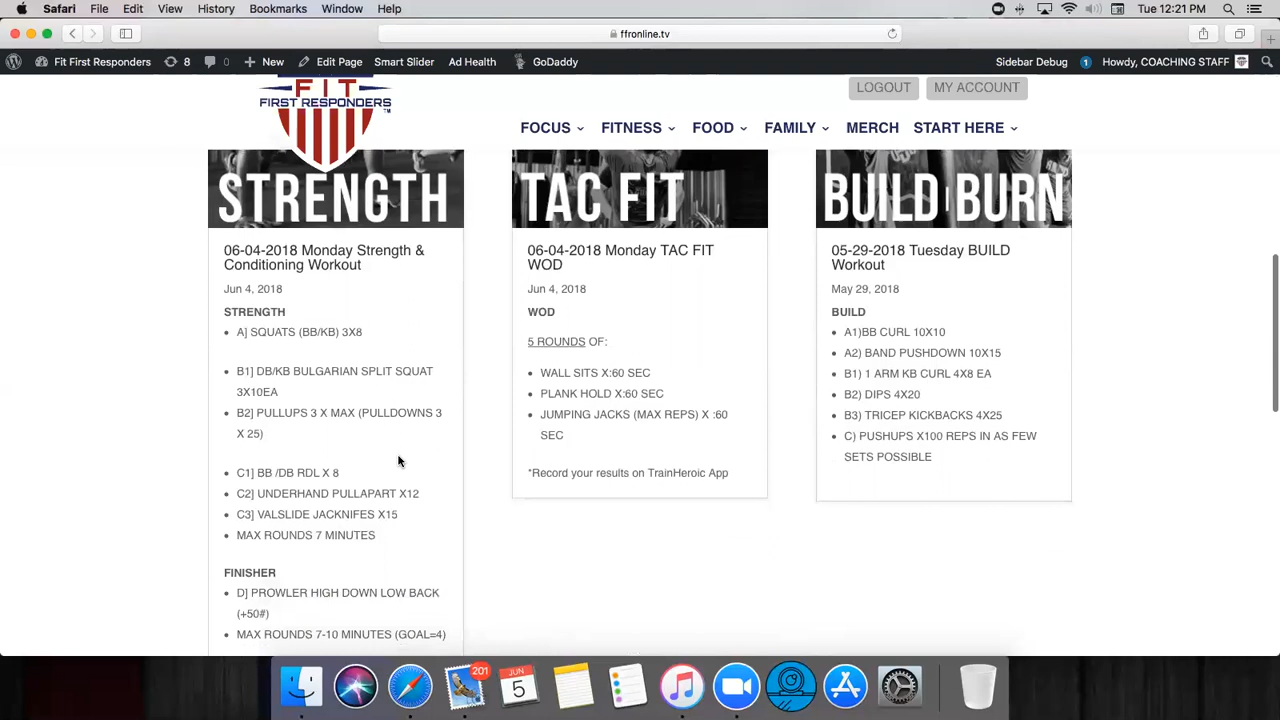 Safari File Edit View History Bookmarks Window Help Tue 12:21 PM
ffronline.tv
Fit First Responders 8 0 New Edit Page Smart Slider Ad Health GoDaddy Sidebar Debug 1 Howdy, COACHING STAFF
FIT
FIRST RESPONDERS
LOGOUT MY ACCOUNT
FOCUS FITNESS FOOD FAMILY MERCH START HERE
STRENGTH
06-04-2018 Monday Strength &
Conditioning Workout
Jun 4, 2018
STRENGTH
• A] SQUATS (BB/KB) 3X8
• B1] DB/KB BULGARIAN SPLIT SQUAT
3X10EA
• B2] PULLUPS 3 X MAX (PULLDOWNS 3
X 25)
• C1] BB /DB RDL X 8
• C2] UNDERHAND PULLAPART X12
• C3] VALSLIDE JACKNIFES X15
• MAX ROUNDS 7 MINUTES
FINISHER
• D] PROWLER HIGH DOWN LOW BACK
(+50#)
• MAX ROUNDS 7-10 MINUTES (GOAL=4)
TAC FIT
06-04-2018 Monday TAC FIT
WOD
Jun 4, 2018
WOD
5 ROUNDS OF:
• WALL SITS X:60 SEC
• PLANK HOLD X:60 SEC
• JUMPING JACKS (MAX REPS) X :60
SEC
*Record your results on TrainHeroic App
BUILD BURN
05-29-2018 Tuesday BUILD
Workout
May 29, 2018
BUILD
• A1)BB CURL 10X10
• A2) BAND PUSHDOWN 10X15
• B1) 1 ARM KB CURL 4X8 EA
• B2) DIPS 4X20
• B3) TRICEP KICKBACKS 4X25
• C) PUSHUPS X100 REPS IN AS FEW
SETS POSSIBLE
201
JUN
5